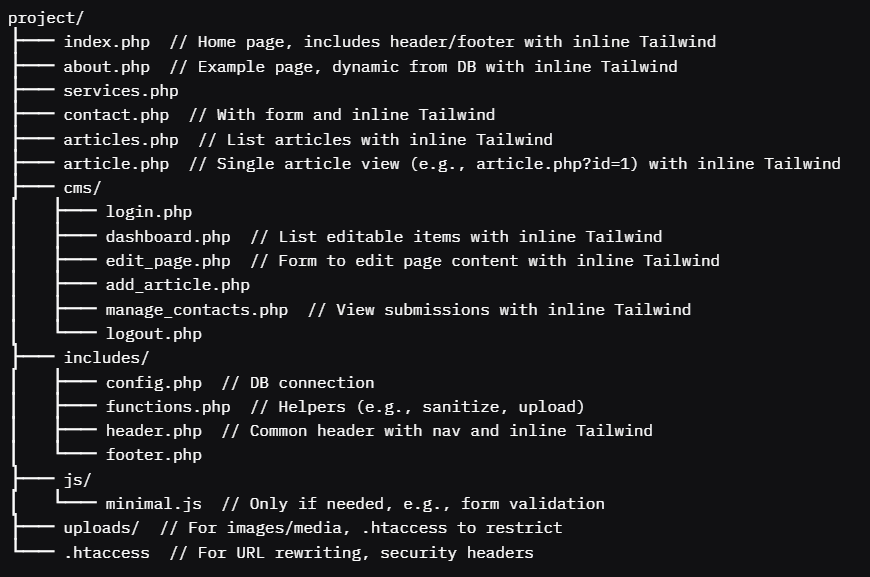 project/
├── index.php  // Home page, includes header/footer with inline Tailwind
├── about.php  // Example page, dynamic from DB with inline Tailwind
├── services.php
├── contact.php  // With form and inline Tailwind
├── articles.php  // List articles with inline Tailwind
├── article.php  // Single article view (e.g., article.php?id=1) with inline Tailwind
├── cms/
│   ├── login.php
│   ├── dashboard.php  // List editable items with inline Tailwind
│   ├── edit_page.php  // Form to edit page content with inline Tailwind
│   ├── add_article.php
│   ├── manage_contacts.php  // View submissions with inline Tailwind
│   └── logout.php
├── includes/
│   ├── config.php  // DB connection
│   ├── functions.php  // Helpers (e.g., sanitize, upload)
│   ├── header.php  // Common header with nav and inline Tailwind
│   └── footer.php
├── js/
│   └── minimal.js  // Only if needed, e.g., form validation
├── uploads/  // For images/media, .htaccess to restrict
└── .htaccess  // For URL rewriting, security headers